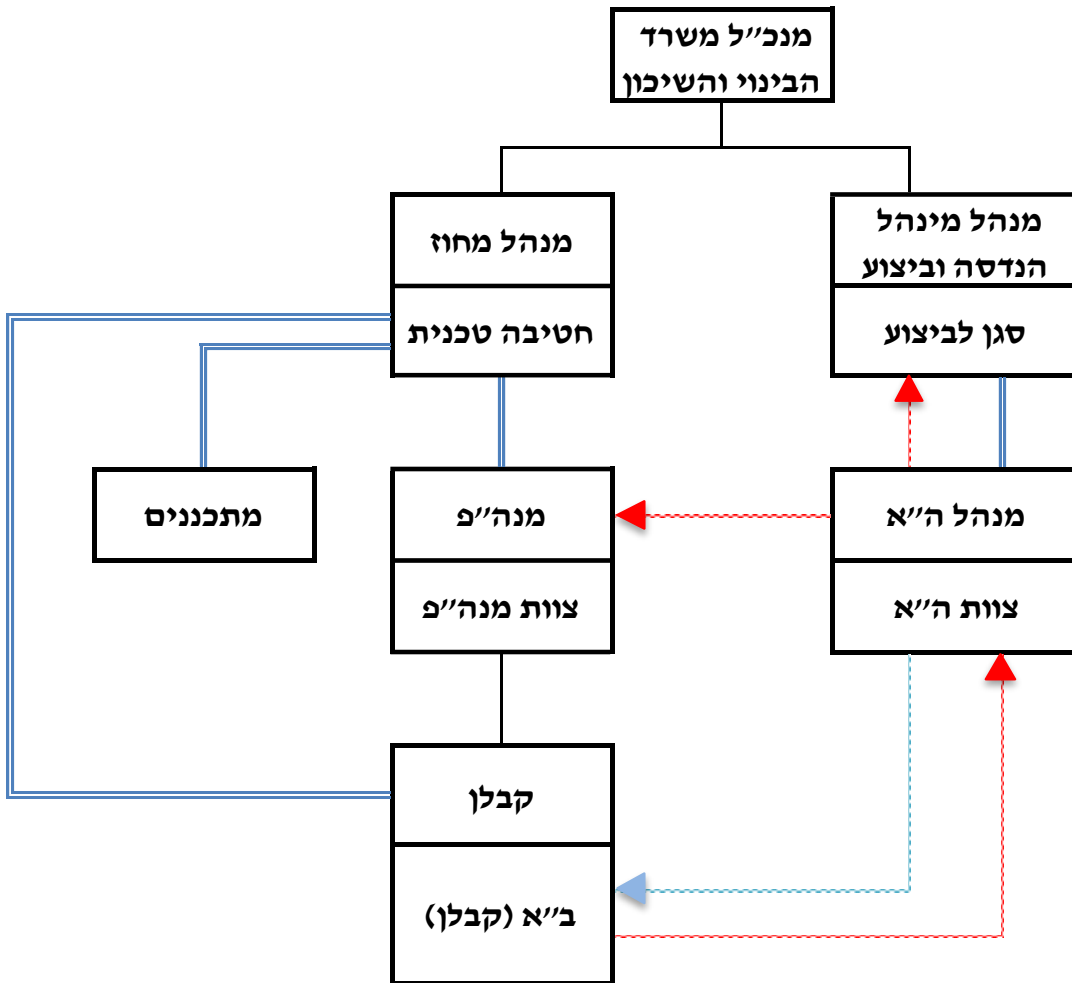 מנכ״ל משרד
הבינוי והשיכון
מנהל מינהל
הנדסה וביצוע
סגן לביצוע
מנהל מחוז
חטיבה טכנית
מנהל ה״א
צוות ה״א
מנה״פ
צוות מנה״פ
מתכננים
קבלן
ב״א (קבלן)